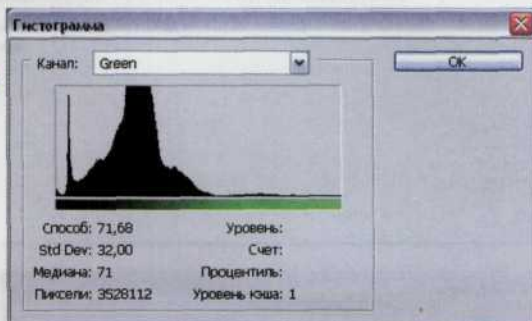 Гистограмма
Канал: Green
OK
Способ: 71,68 Уровень:
Std Dev: 32,00 Счет:
Медиана: 71 Процентиль:
Пиксели: 3528112 Уровень кэша: 1